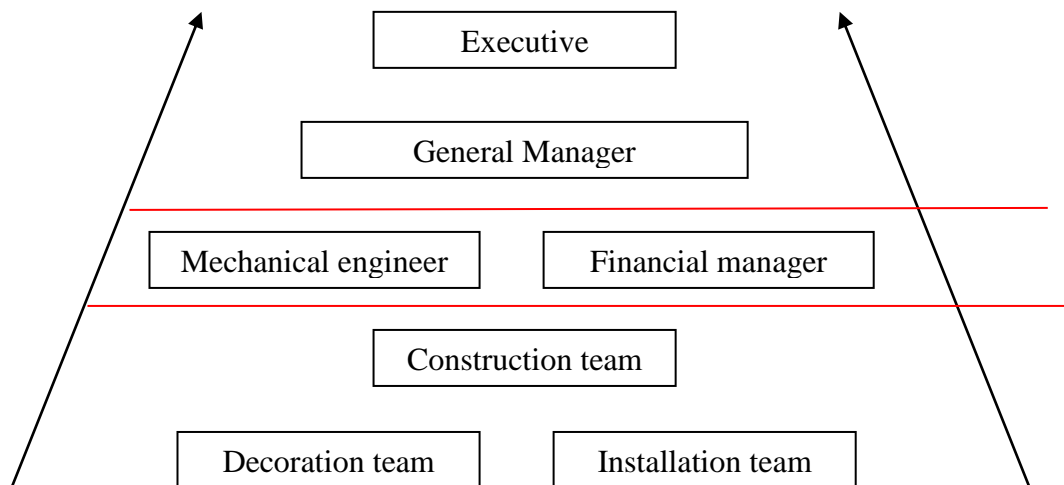 Executive
General Manager
Mechanical engineer
Financial manager
Construction team
Decoration team
Installation team